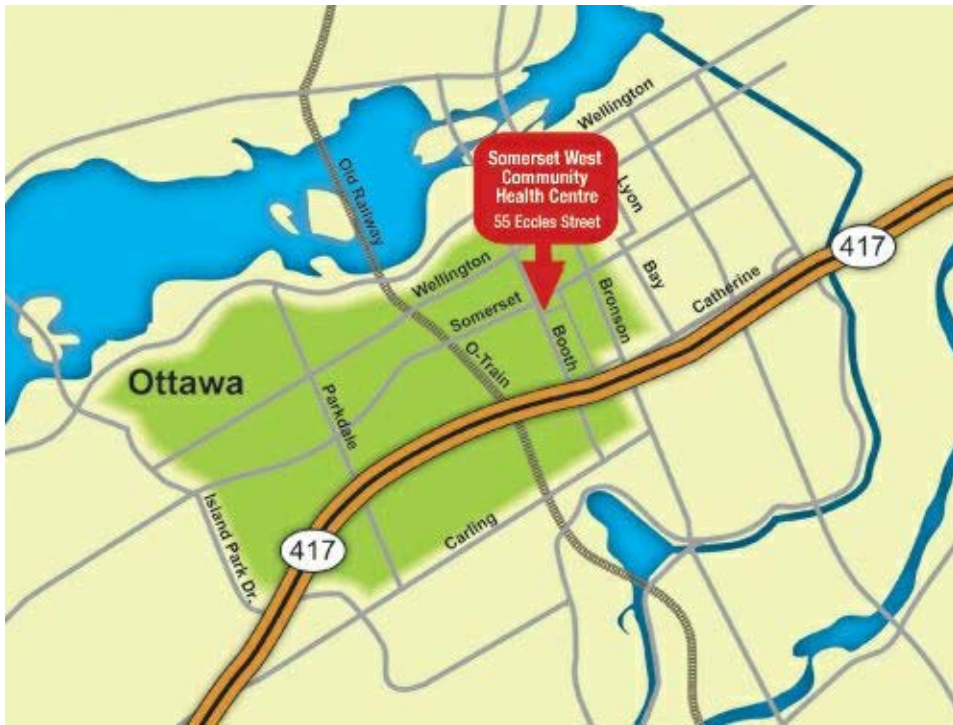 Wellington
Somerset West
Community
Health Centre
55 Eccles Street
Lyon
Old Railway
417
Wellington
Bay
Catherine
Somerset
Bronson
Booth
O-Train
Ottawa
Parkdale
Island Park Dr.
Carling
417